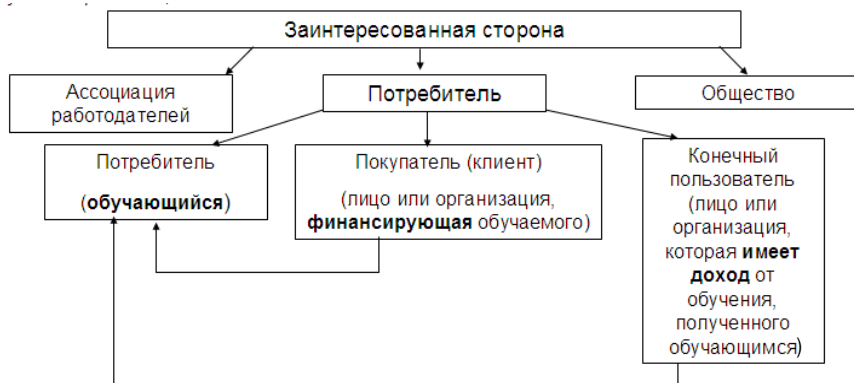 Заинтересованная сторона
Ассоциация
работодателей
Потребитель
Общество
Потребитель
(обучающийся)
Покупатель (клиент)
(лицо или организация,
финансирующая обучаемого)
Конечный
пользователь
(лицо или
организация,
которая имеет
доход от
обучения,
полученного
обучающимся)